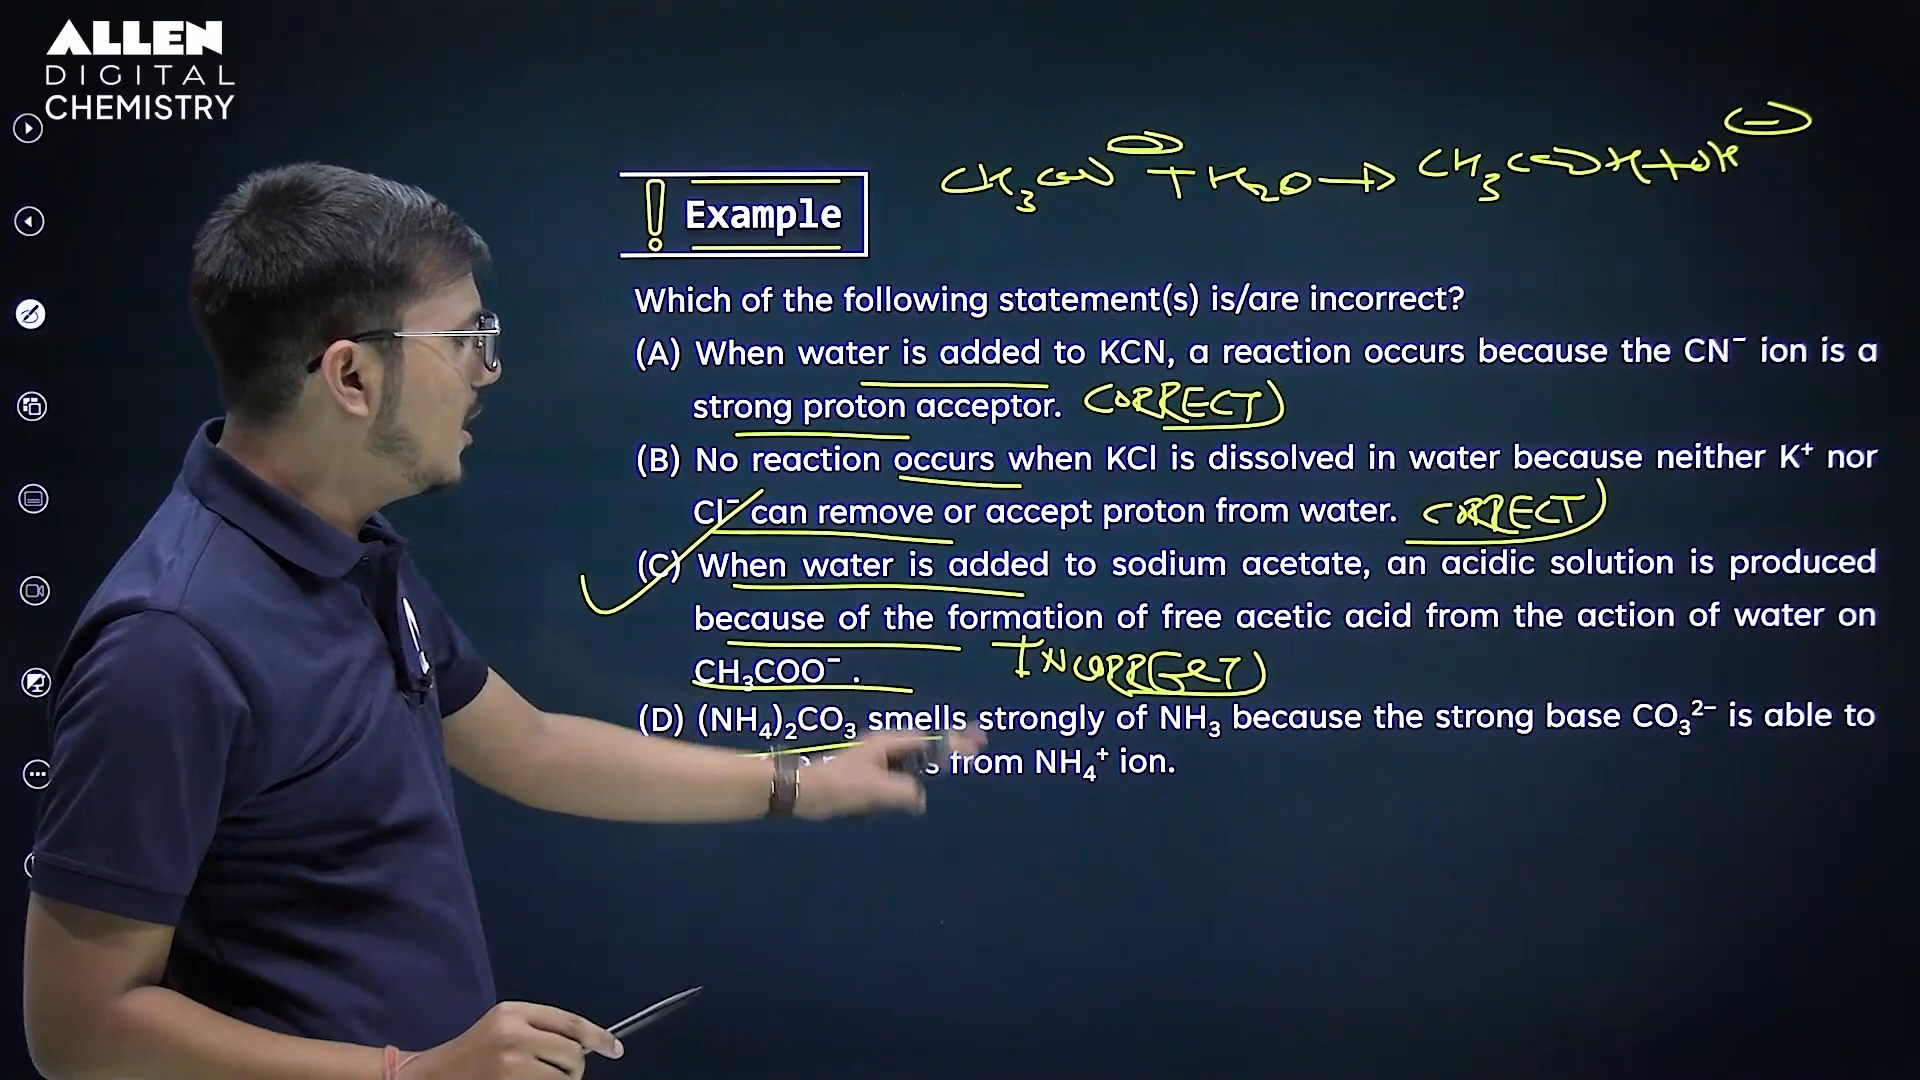 ALLEN
DIGITAL
CHEMISTRY
CH₃COO⁻ + H₂O → CH₃COOH + OH⁻
! Example
Which of the following statement(s) is/are incorrect?
(A) When water is added to KCN, a reaction occurs because the CN⁻ ion is a
strong proton acceptor. CORRECT)
(B) No reaction occurs when KCl is dissolved in water because neither K⁺ nor
Cl⁻ can remove or accept proton from water. CORRECT)
(C) When water is added to sodium acetate, an acidic solution is produced
because of the formation of free acetic acid from the action of water on
CH₃COO⁻. INCORRECT)
(D) (NH₄)₂CO₃ smells strongly of NH₃ because the strong base CO₃²⁻ is able to
from NH₄⁺ ion.